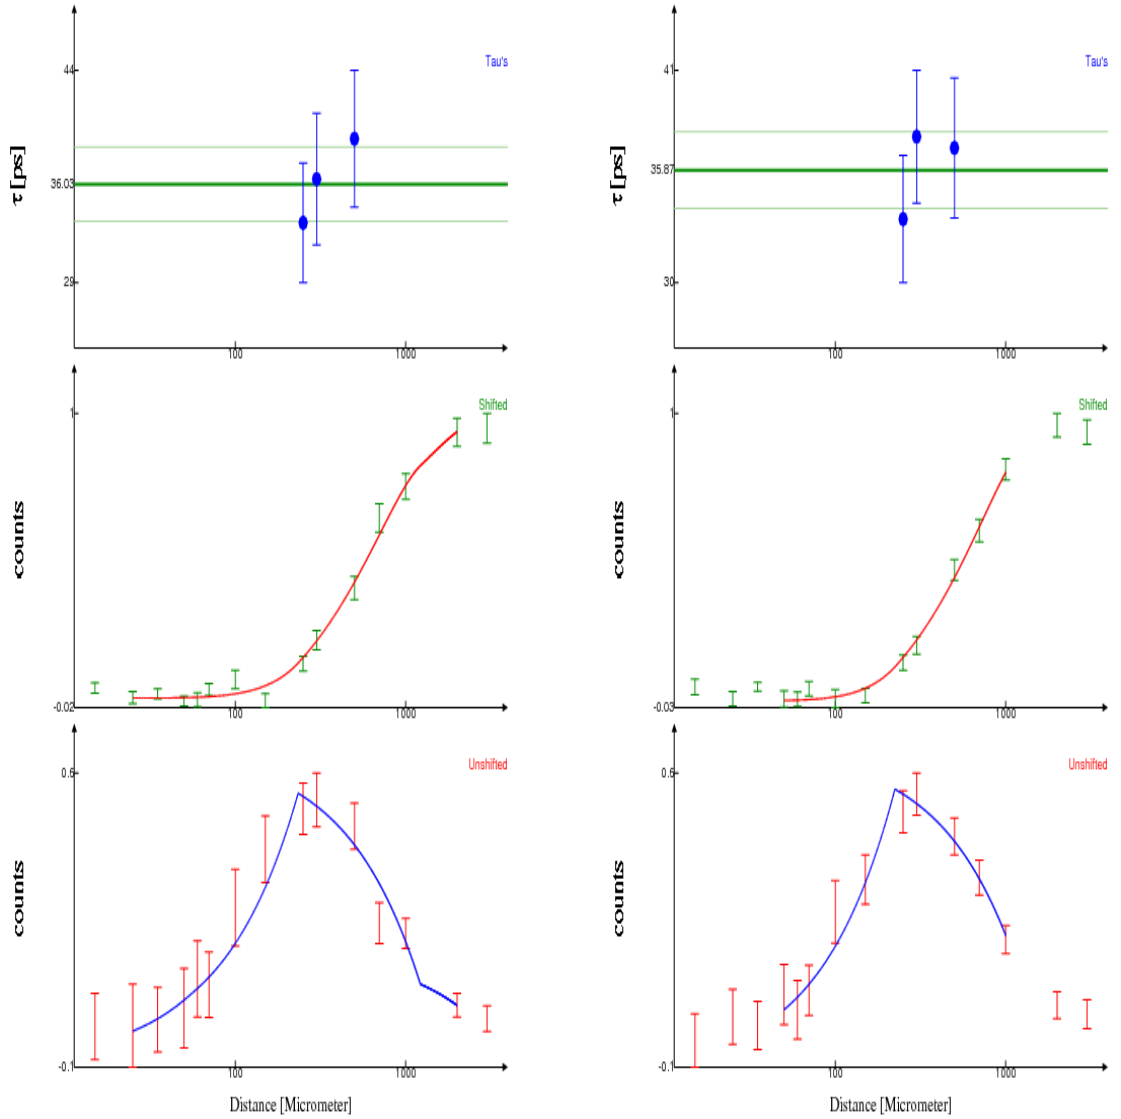 Tau's
44
τ [ps]
36.03
29
100 1000
Tau's
41
τ [ps]
35.87
30
100 1000
Shifted
1
counts
-0.02
100 1000
Shifted
1
counts
-0.03
100 1000
Unshifted
0.6
counts
-0.1
100 1000
Distance [Micrometer]
Unshifted
0.6
counts
-0.1
100 1000
Distance [Micrometer]